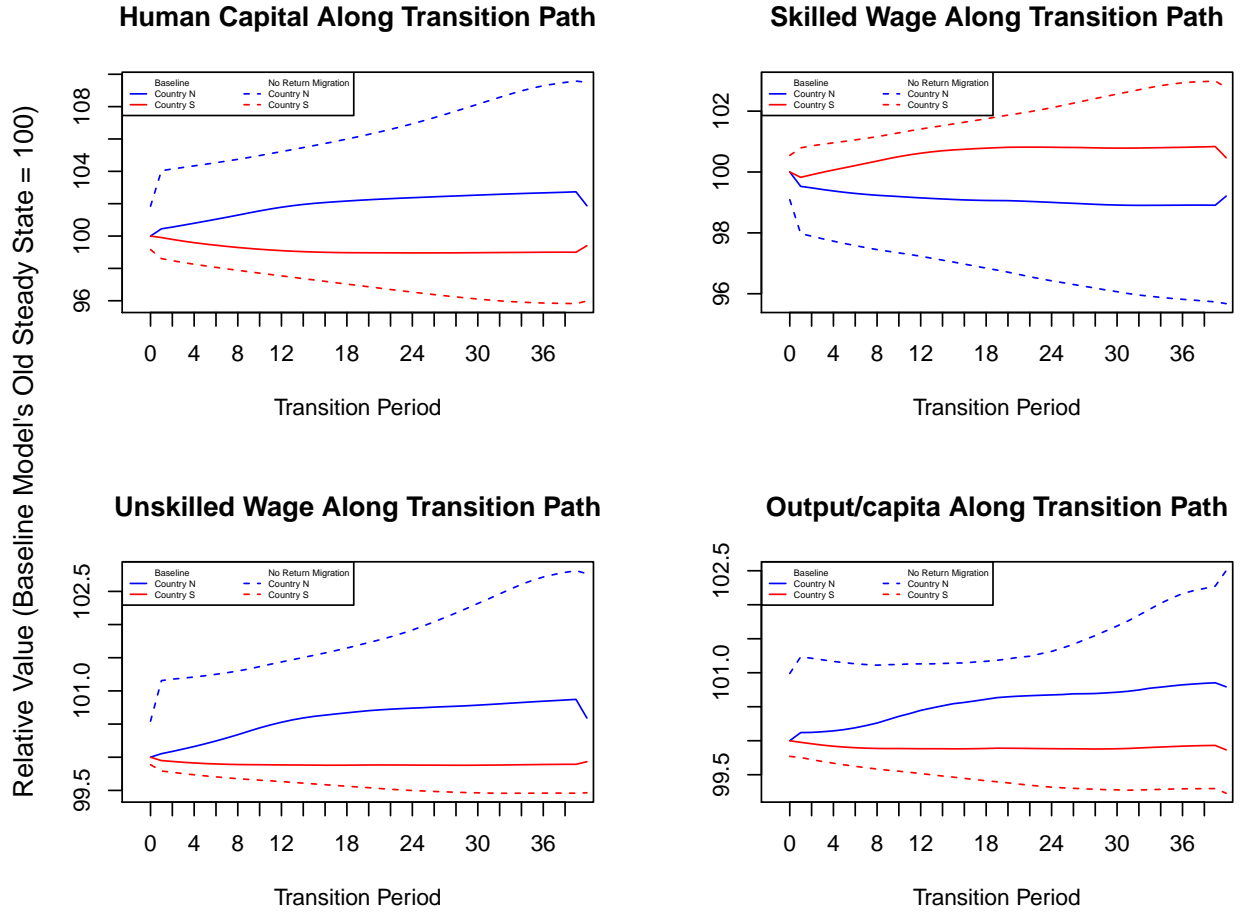 Relative Value (Baseline Model's Old Steady State = 100)
Human Capital Along Transition Path
Baseline No Return Migration
Country N Country N
Country S Country S
108
104
100
96
0 4 8 12 18 24 30 36
Transition Period
Skilled Wage Along Transition Path
Baseline No Return Migration
Country N Country N
Country S Country S
102
100
98
96
0 4 8 12 18 24 30 36
Transition Period
Unskilled Wage Along Transition Path
Baseline No Return Migration
Country N Country N
Country S Country S
102.5
101.0
99.5
0 4 8 12 18 24 30 36
Transition Period
Output/capita Along Transition Path
Baseline No Return Migration
Country N Country N
Country S Country S
102.5
101.0
99.5
0 4 8 12 18 24 30 36
Transition Period